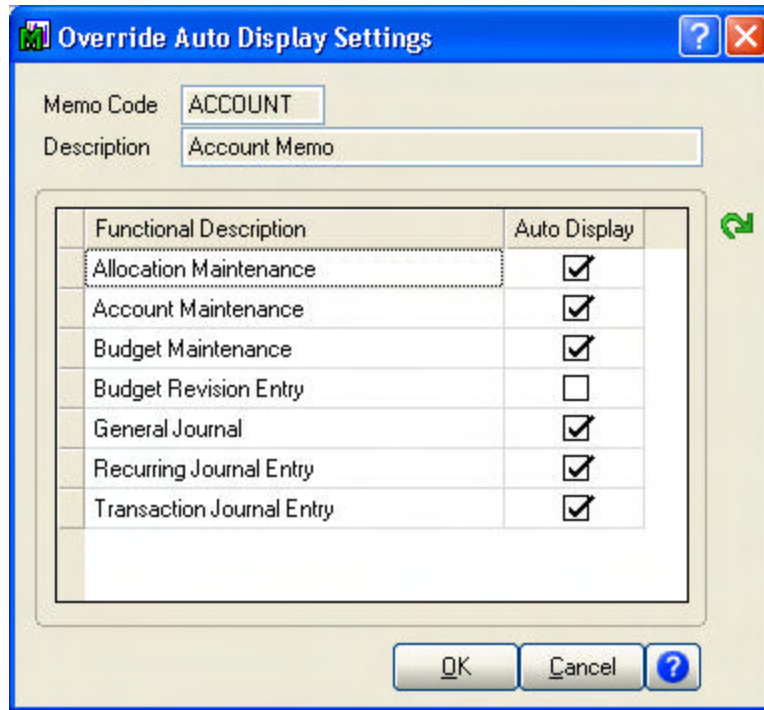 Override Auto Display Settings
Memo Code ACCOUNT
Description Account Memo
Functional Description Auto Display
Allocation Maintenance
Account Maintenance
Budget Maintenance
Budget Revision Entry
General Journal
Recurring Journal Entry
Transaction Journal Entry
OK Cancel